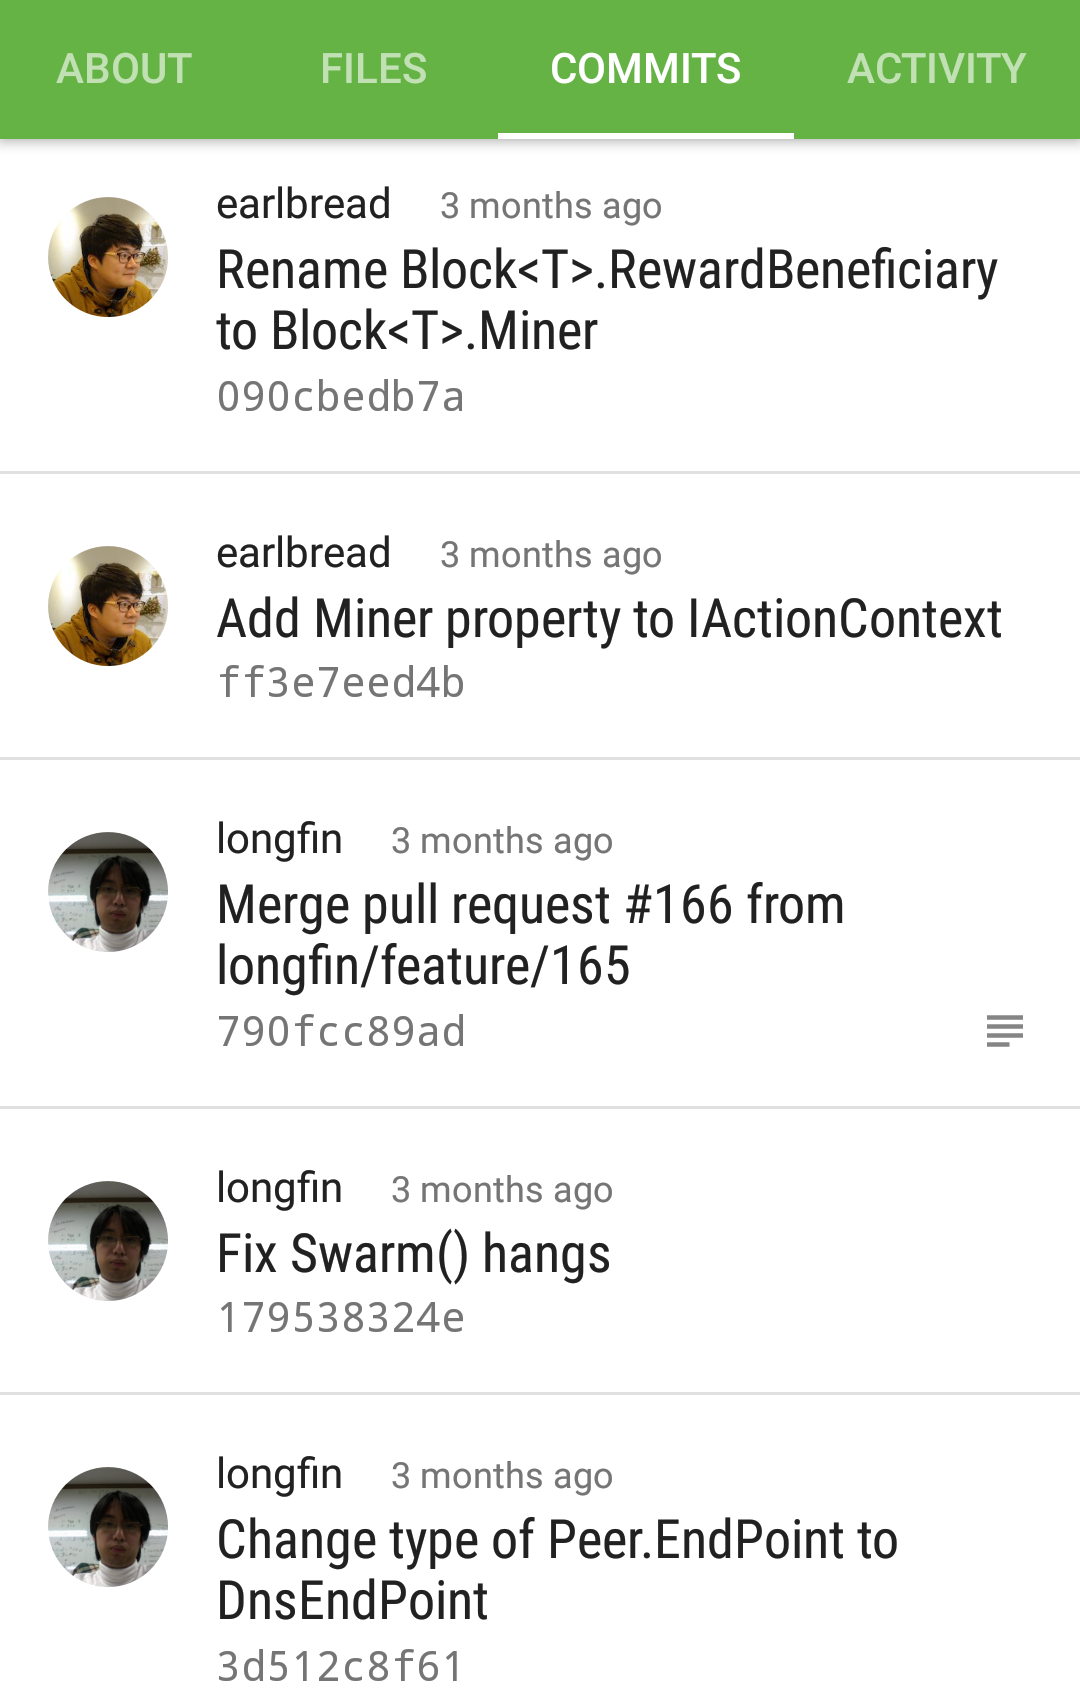 ABOUT FILES COMMITS ACTIVITY
earlbread 3 months ago
Rename Block<T>.RewardBeneficiary
to Block<T>.Miner
090cbedb7a
earlbread 3 months ago
Add Miner property to IActionContext
ff3e7eed4b
longfin 3 months ago
Merge pull request #166 from
longfin/feature/165
790fcc89ad
longfin 3 months ago
Fix Swarm() hangs
179538324e
longfin 3 months ago
Change type of Peer.EndPoint to
DnsEndPoint
3d512c8f61